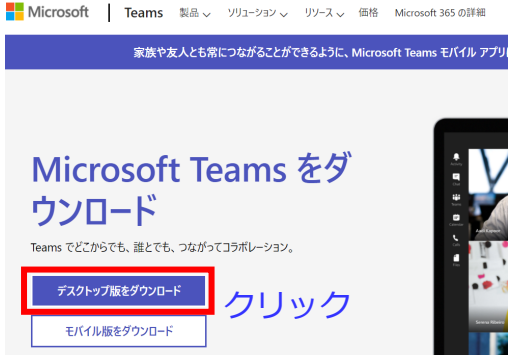 Microsoft | Teams 製品 ソリューション リソース 価格 Microsoft 365 の詳細
家族や友人とも常につながることができるように、Microsoft Teams モバイル アプリ
Microsoft Teams をダ
ウンロード
Teams でどこからでも、誰とでも、つながってコラボレーション。
デスクトップ版をダウンロード
クリック
モバイル版をダウンロード
Activity
Chat
Teams
Calendar
Calls
Files